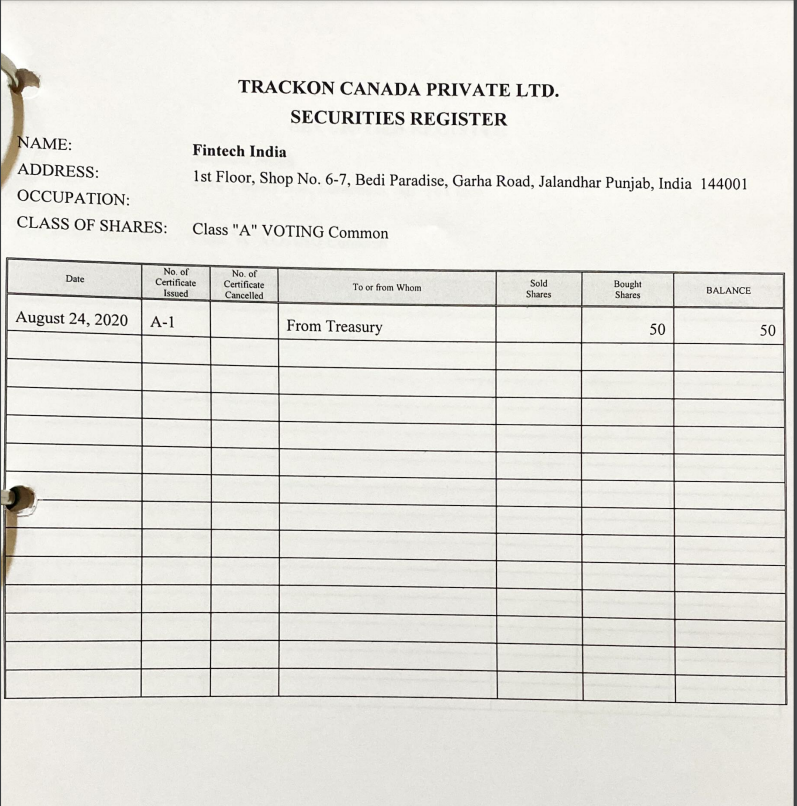 TRACKON CANADA PRIVATE LTD.
SECURITIES REGISTER
NAME: Fintech India
ADDRESS: 1st Floor, Shop No. 6-7, Bedi Paradise, Garha Road, Jalandhar Punjab, India 144001
OCCUPATION:
CLASS OF SHARES: Class "A" VOTING Common
Date No. of Certificate Issued No. of Certificate Cancelled To or from Whom Sold Shares Bought Shares BALANCE
August 24, 2020 A-1 From Treasury 50 50